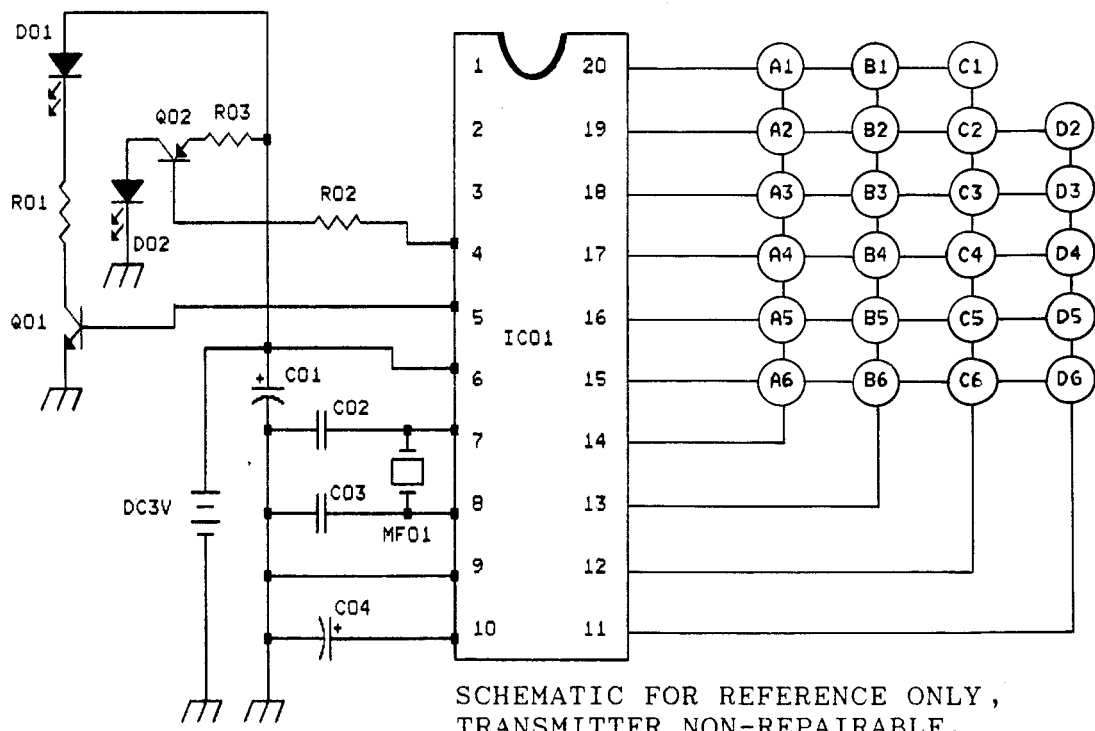 D01
Q02
R03
R01
D02
R02
Q01
C01
C02
DC3V
C03
MF01
C04
IC01
1 20
2 19
3 18
4 17
5 16
6 15
7 14
8 13
9 12
10 11
A1 B1 C1
A2 B2 C2 D2
A3 B3 C3 D3
A4 B4 C4 D4
A5 B5 C5 D5
A6 B6 C6 D6
SCHEMATIC FOR REFERENCE ONLY,
TRANSMITTER NON-REPAIRABLE.